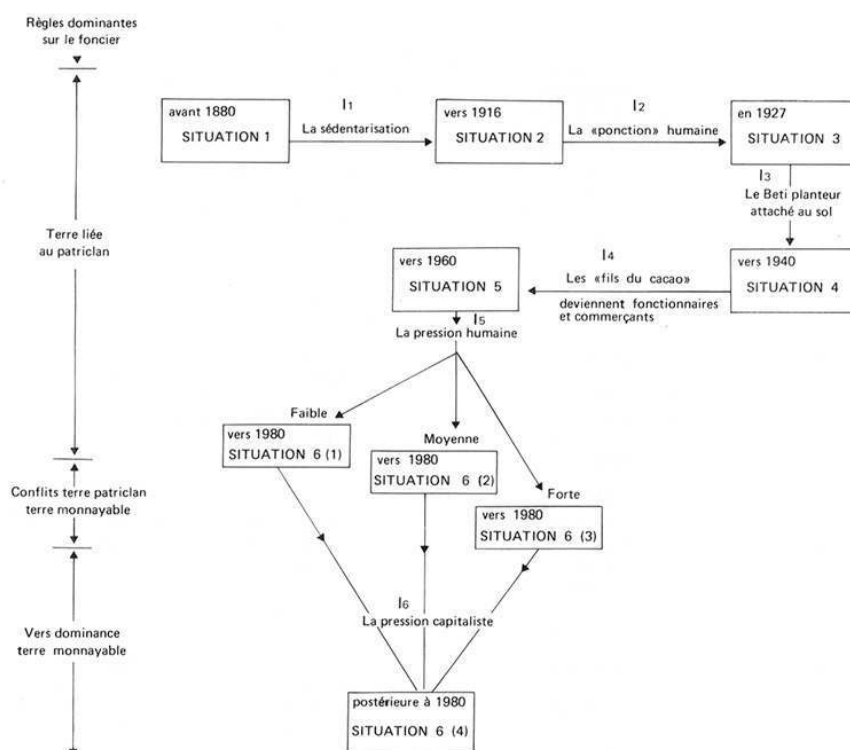 Règles dominantes
sur le foncier
Terre liée
au patriclan
Conflits terre patriclan
terre monnayable
Vers dominance
terre monnayable
avant 1880
SITUATION 1
I1
La sédentarisation
vers 1916
SITUATION 2
I2
La «ponction» humaine
en 1927
SITUATION 3
I3
Le Beti planteur
attaché au sol
vers 1940
SITUATION 4
I4
Les «fils du cacao»
deviennent fonctionnaires
et commerçants
vers 1960
SITUATION 5
I5
La pression humaine
Faible
vers 1980
SITUATION 6 (1)
Moyenne
vers 1980
SITUATION 6 (2)
Forte
vers 1980
SITUATION 6 (3)
I6
La pression capitaliste
postérieure à 1980
SITUATION 6 (4)